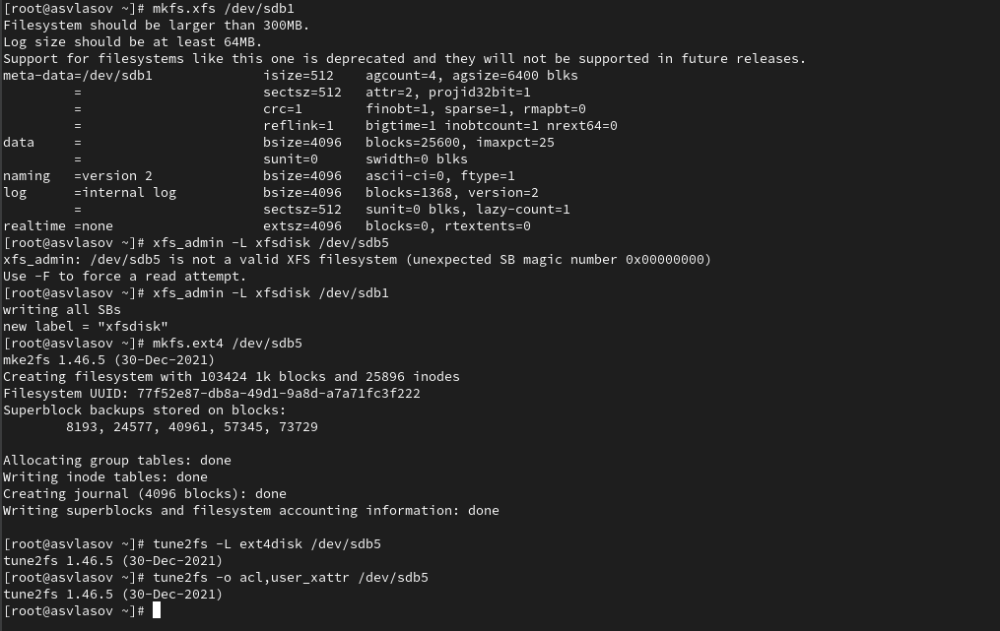 [root@asvlasov ~]# mkfs.xfs /dev/sdb1
Filesystem should be larger than 300MB.
Log size should be at least 64MB.
Support for filesystems like this one is deprecated and they will not be supported in future releases.
meta-data=/dev/sdb1              isize=512    agcount=4, agsize=6400 blks
         =                       sectsz=512   attr=2, projid32bit=1
         =                       crc=1        finobt=1, sparse=1, rmapbt=0
         =                       reflink=1    bigtime=1 inobtcount=1 nrext64=0
data     =                       bsize=4096   blocks=25600, imaxpct=25
         =                       sunit=0      swidth=0 blks
naming   =version 2              bsize=4096   ascii-ci=0, ftype=1
log      =internal log           bsize=4096   blocks=1368, version=2
         =                       sectsz=512   sunit=0 blks, lazy-count=1
realtime =none                   extsz=4096   blocks=0, rtextents=0
[root@asvlasov ~]# xfs_admin -L xfsdisk /dev/sdb5
xfs_admin: /dev/sdb5 is not a valid XFS filesystem (unexpected SB magic number 0x00000000)
Use -F to force a read attempt.
[root@asvlasov ~]# xfs_admin -L xfsdisk /dev/sdb1
writing all SBs
new label = "xfsdisk"
[root@asvlasov ~]# mkfs.ext4 /dev/sdb5
mke2fs 1.46.5 (30-Dec-2021)
Creating filesystem with 103424 1k blocks and 25896 inodes
Filesystem UUID: 77f52e87-db8a-49d1-9a8d-a7a71fc3f222
Superblock backups stored on blocks:
        8193, 24577, 40961, 57345, 73729

Allocating group tables: done
Writing inode tables: done
Creating journal (4096 blocks): done
Writing superblocks and filesystem accounting information: done

[root@asvlasov ~]# tune2fs -L ext4disk /dev/sdb5
tune2fs 1.46.5 (30-Dec-2021)
[root@asvlasov ~]# tune2fs -o acl,user_xattr /dev/sdb5
tune2fs 1.46.5 (30-Dec-2021)
[root@asvlasov ~]#